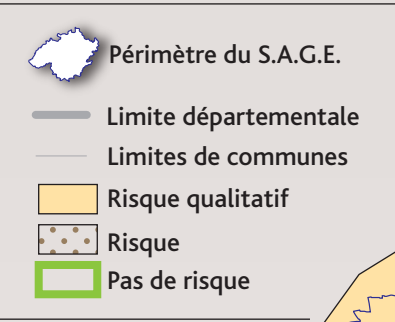 Périmètre du S.A.G.E.
Limite départementale
Limites de communes
Risque qualitatif
Risque
Pas de risque